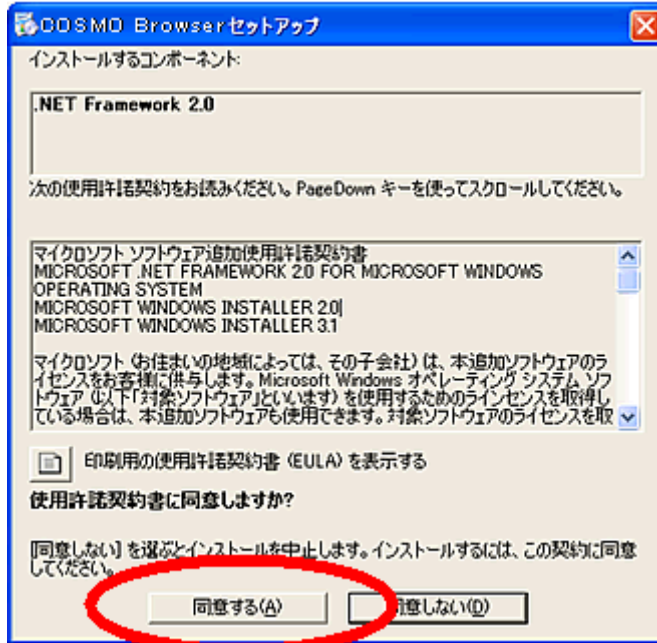 COSMO Browserセットアップ
インストールするコンポーネント:
.NET Framework 2.0
次の使用許諾契約をお読みください。PageDown キーを使ってスクロールしてください。
マイクロソフト ソフトウェア追加使用許諾契約書
MICROSOFT .NET FRAMEWORK 2.0 FOR MICROSOFT WINDOWS
OPERATING SYSTEM
MICROSOFT WINDOWS INSTALLER 2.0
MICROSOFT WINDOWS INSTALLER 3.1
マイクロソフト (お住まいの地域によっては、その子会社) は、本追加ソフトウェアのラ
イセンスをお客様に供与します。Microsoft Windows オペレーティング システム ソフ
トウェア (以下「対象ソフトウェア」といいます) を使用するためのラインセンスを取得し
ている場合は、本追加ソフトウェアも使用できます。対象ソフトウェアのライセンスを取
印刷用の使用許諾契約書 (EULA) を表示する
使用許諾契約書に同意しますか?
[同意しない] を選ぶとインストールを中止します。インストールするには、この契約に同意
してください。
同意する(A)
意しない(D)